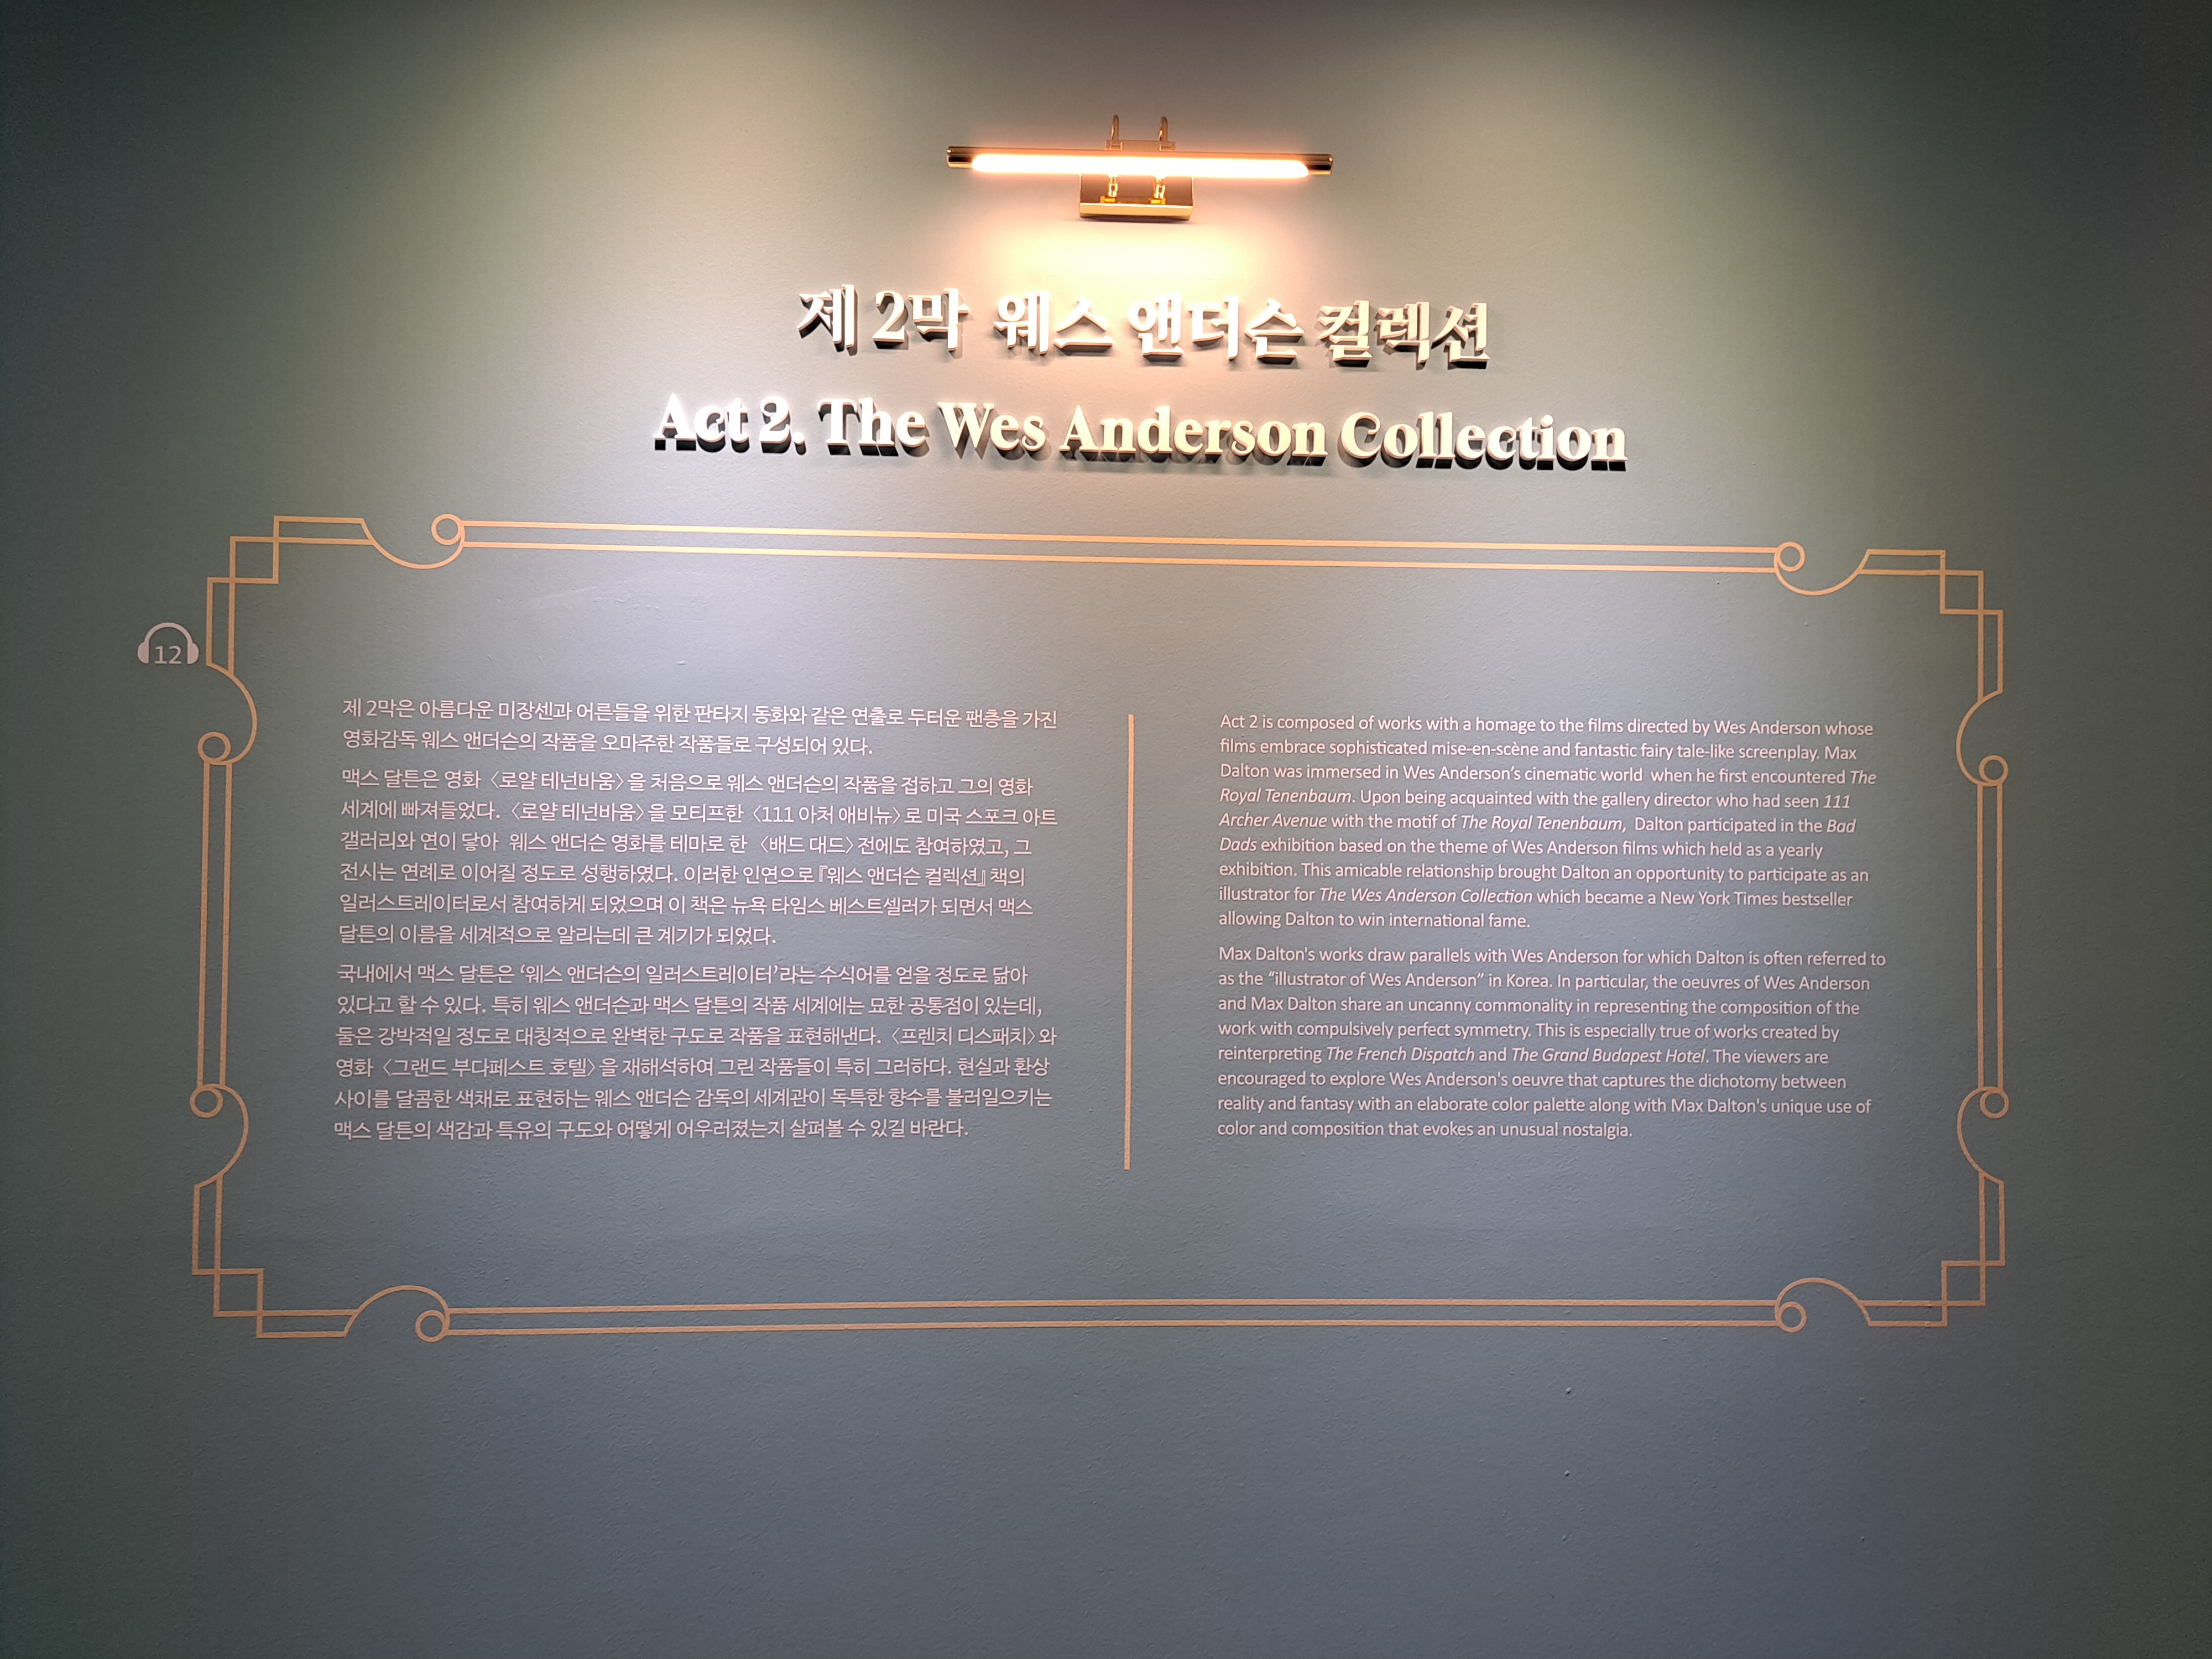 제 2막 웨스 앤더슨 컬렉션
Act 2. The Wes Anderson Collection
12
제 2막은 아름다운 미장센과 어른들을 위한 판타지 동화와 같은 연출로 두터운 팬층을 가진
영화감독 웨스 앤더슨의 작품을 오마주한 작품들로 구성되어 있다.
맥스 달튼은 영화 〈로얄 테넌바움〉을 처음으로 웨스 앤더슨의 작품을 접하고 그의 영화
세계에 빠져들었다. 〈로얄 테넌바움〉을 모티프한 〈111 아처 애비뉴〉로 미국 스포크 아트
갤러리와 연이 닿아 웨스 앤더슨 영화를 테마로 한 〈배드 대드〉전에도 참여하였고, 그
전시는 연례로 이어질 정도로 성행하였다. 이러한 인연으로 『웨스 앤더슨 컬렉션』 책의
일러스트레이터로서 참여하게 되었으며 이 책은 뉴욕 타임스 베스트셀러가 되면서 맥스
달튼의 이름을 세계적으로 알리는데 큰 계기가 되었다.
국내에서 맥스 달튼은 ‘웨스 앤더슨의 일러스트레이터’라는 수식어를 얻을 정도로 닮아
있다고 할 수 있다. 특히 웨스 앤더슨과 맥스 달튼의 작품 세계에는 묘한 공통점이 있는데,
둘은 강박적일 정도로 대칭적으로 완벽한 구도로 작품을 표현해낸다. 〈프렌치 디스패치〉와
영화 〈그랜드 부다페스트 호텔〉을 재해석하여 그린 작품들이 특히 그러하다. 현실과 환상
사이를 달콤한 색채로 표현하는 웨스 앤더슨 감독의 세계관이 독특한 향수를 불러일으키는
맥스 달튼의 색감과 특유의 구도와 어떻게 어우러졌는지 살펴볼 수 있길 바란다.
Act 2 is composed of works with a homage to the films directed by Wes Anderson whose
films embrace sophisticated mise-en-scène and fantastic fairy tale-like screenplay. Max
Dalton was immersed in Wes Anderson’s cinematic world when he first encountered The
Royal Tenenbaum. Upon being acquainted with the gallery director who had seen 111
Archer Avenue with the motif of The Royal Tenenbaum, Dalton participated in the Bad
Dads exhibition based on the theme of Wes Anderson films which held as a yearly
exhibition. This amicable relationship brought Dalton an opportunity to participate as an
illustrator for The Wes Anderson Collection which became a New York Times bestseller
allowing Dalton to win international fame.
Max Dalton's works draw parallels with Wes Anderson for which Dalton is often referred to
as the “illustrator of Wes Anderson” in Korea. In particular, the oeuvres of Wes Anderson
and Max Dalton share an uncanny commonality in representing the composition of the
work with compulsively perfect symmetry. This is especially true of works created by
reinterpreting The French Dispatch and The Grand Budapest Hotel. The viewers are
encouraged to explore Wes Anderson's oeuvre that captures the dichotomy between
reality and fantasy with an elaborate color palette along with Max Dalton's unique use of
color and composition that evokes an unusual nostalgia.